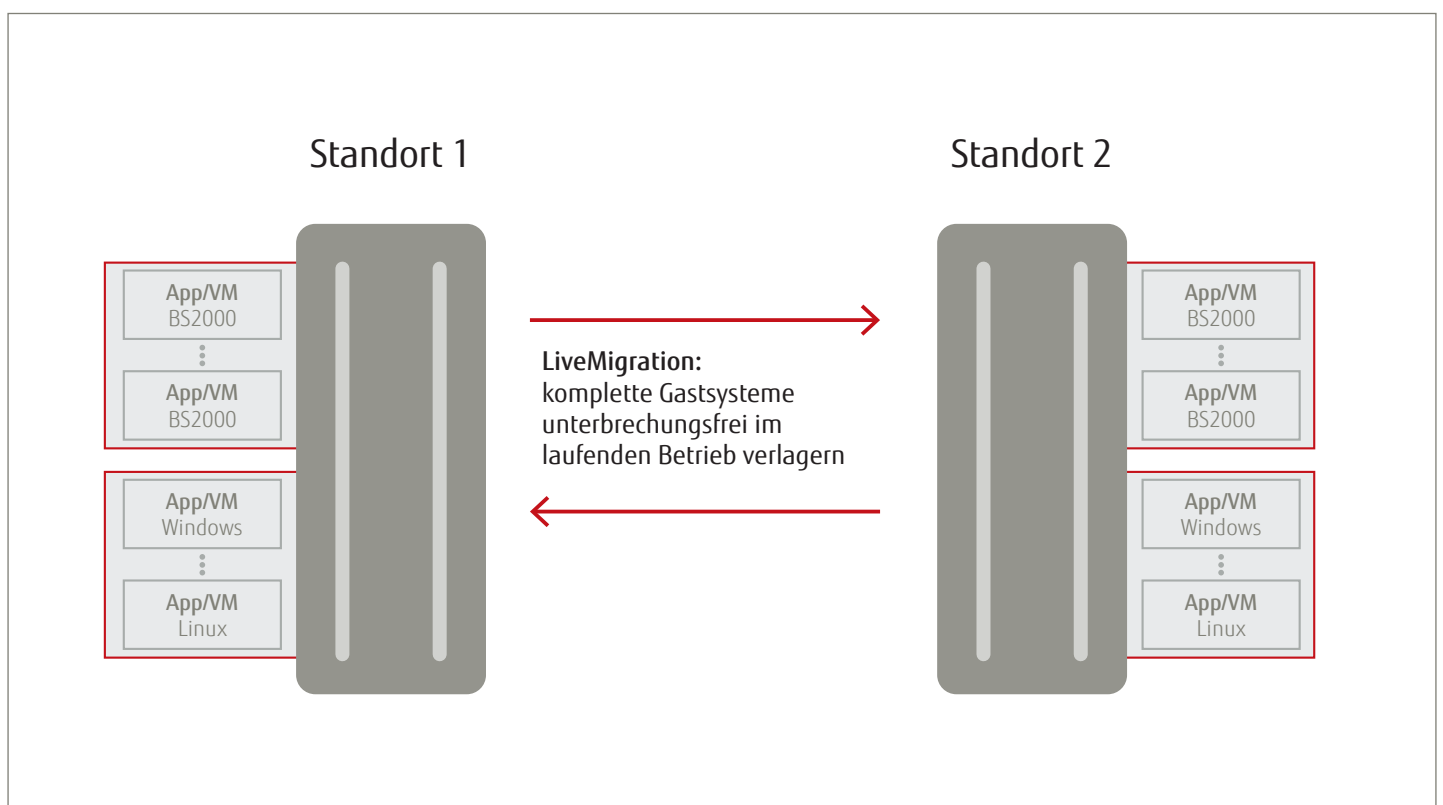 Standort 1
App/VM
BS2000
App/VM
BS2000
App/VM
Windows
App/VM
Linux
LiveMigration:
komplette Gastsysteme
unterbrechungsfrei im
laufenden Betrieb verlagern
Standort 2
App/VM
BS2000
App/VM
BS2000
App/VM
Windows
App/VM
Linux